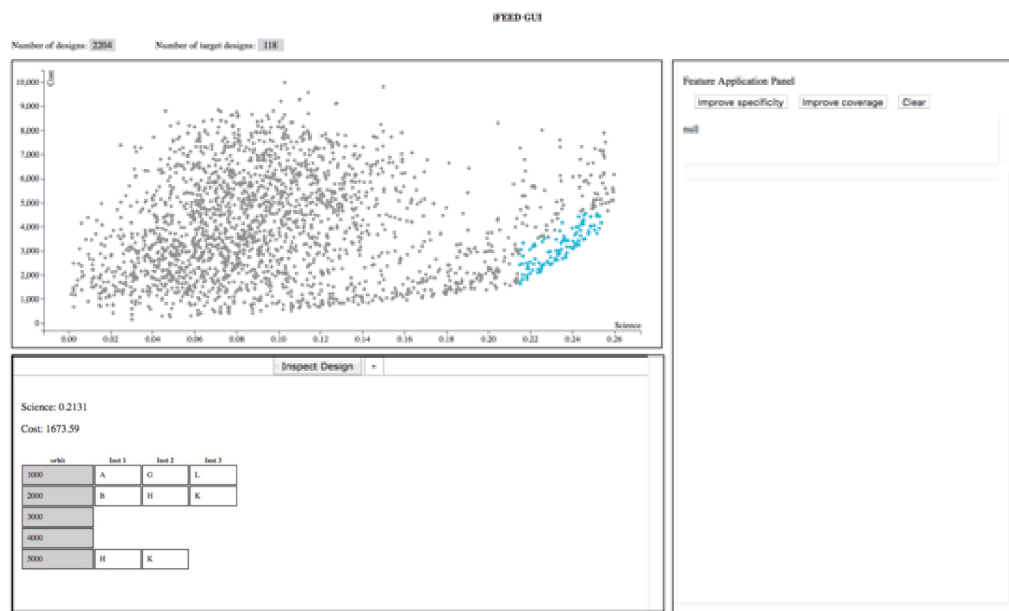 iFEED GUI
Number of designs: 2204 Number of target designs: 118
Cost
10,000
9,000
8,000
7,000
6,000
5,000
4,000
3,000
2,000
1,000
0
Science
0.00 0.02 0.04 0.06 0.08 0.10 0.12 0.14 0.16 0.18 0.20 0.22 0.24 0.26
Feature Application Panel
Improve specificity Improve coverage Clear
null
Inspect Design
Science: 0.2131
Cost: 1673.59
orbit Inst 1 Inst 2 Inst 3
1000 A G L
2000 B H K
3000
4000
5000 H K